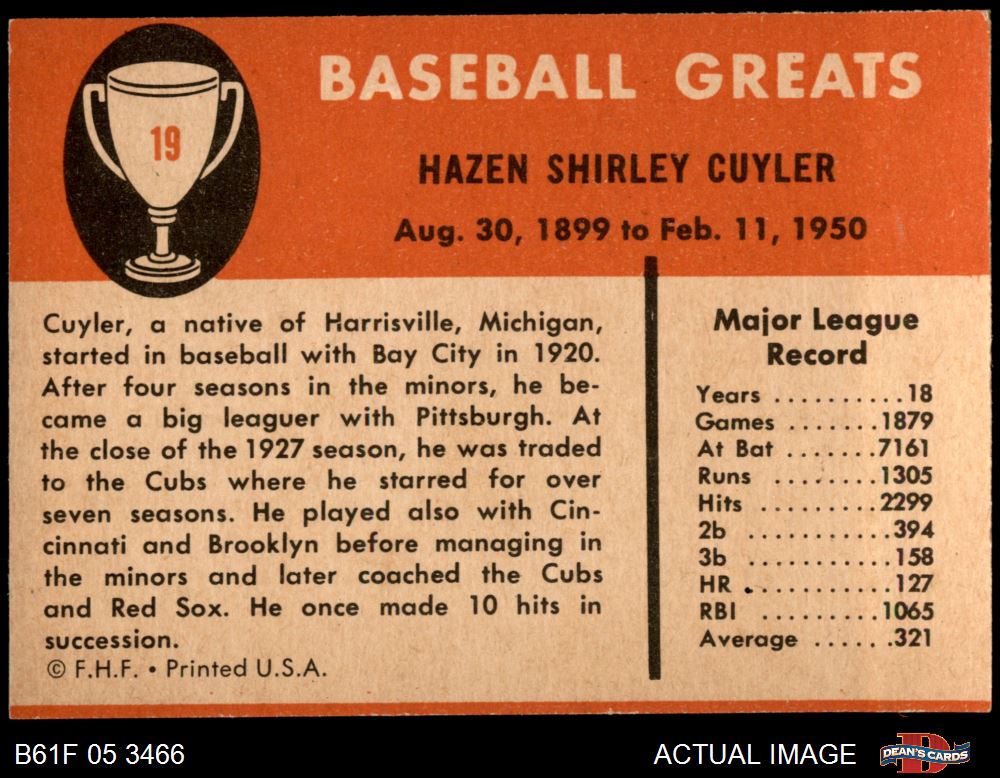 19
BASEBALL GREATS
HAZEN SHIRLEY CUYLER
Aug. 30, 1899 to Feb. 11, 1950
Cuyler, a native of Harrisville, Michigan,
started in baseball with Bay City in 1920.
After four seasons in the minors, he be-
came a big leaguer with Pittsburgh. At
the close of the 1927 season, he was traded
to the Cubs where he starred for over
seven seasons. He played also with Cin-
cinnati and Brooklyn before managing in
the minors and later coached the Cubs
and Red Sox. He once made 10 hits in
succession.
© F.H.F. • Printed U.S.A.
Major League
Record
Years ..........18
Games .......1879
At Bat .......7161
Runs ........1305
Hits .........2299
2b ...........394
3b ...........158
HR ...........127
RBI .........1065
Average ......321
B61F 05 3466
ACTUAL IMAGE
DEAN'S CARDS